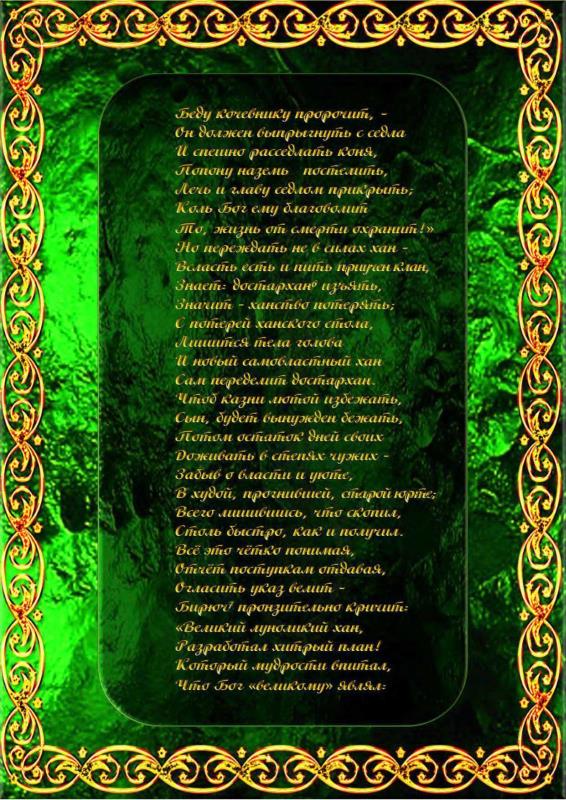 Беду кочевнику пророчит, –
Он должен выпрыгнуть с седла
И спешно расседлать коня,
Попону наземь постелить,
Лечь и главу седлом прикрыть;
Коль Бог ему благоволит
То, жизнь от смерти охранит!»
Но переждать не в силах хан –
Всласть есть и пить приучен клан,
Знает: достархан⁸ изъять,
Значит – ханство потерять;
С потерей ханского стола,
Лишится тела голова
И новый самовластный хан
Сам переделит достархан.
Чтоб казни лютой избежать,
Сын, будет вынужден бежать,
Потом остаток дней своих
Доживать в степях чужих –
Забыв о власти и уюте,
В худой, прогнившей, старой юрте;
Всего лишившись, что скопил,
Столь быстро, как и получил.
Всё это чётко понимая,
Отчёт поступкам отдавая,
Огласить указ велит –
Бирюч⁹ пронзительно кричит:
«Великий луноликий хан,
Разработал хитрый план!
Который мудрости впитал,
Что Бог «великому» являл: